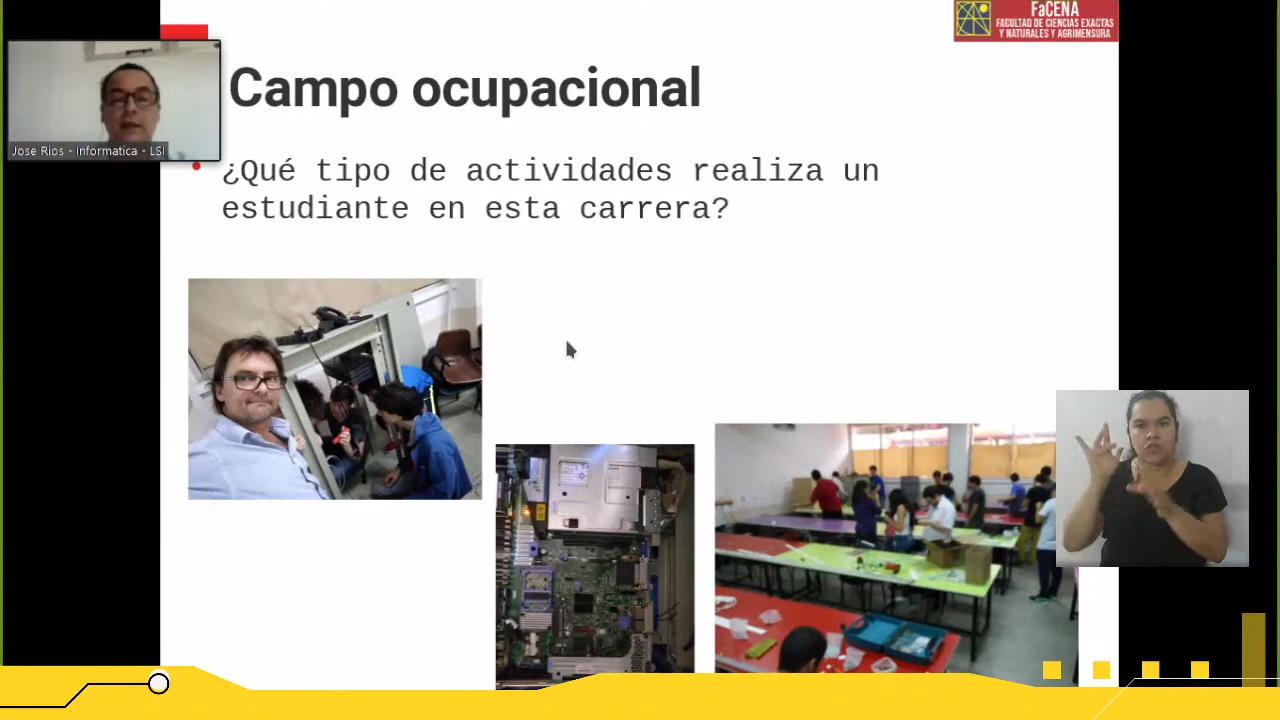 FaCENA
FACULTAD DE CIENCIAS EXACTAS
Y NATURALES Y AGRIMENSURA
Campo ocupacional
Jose Rios - Informatica - LSI
¿Qué tipo de actividades realiza un
estudiante en esta carrera?